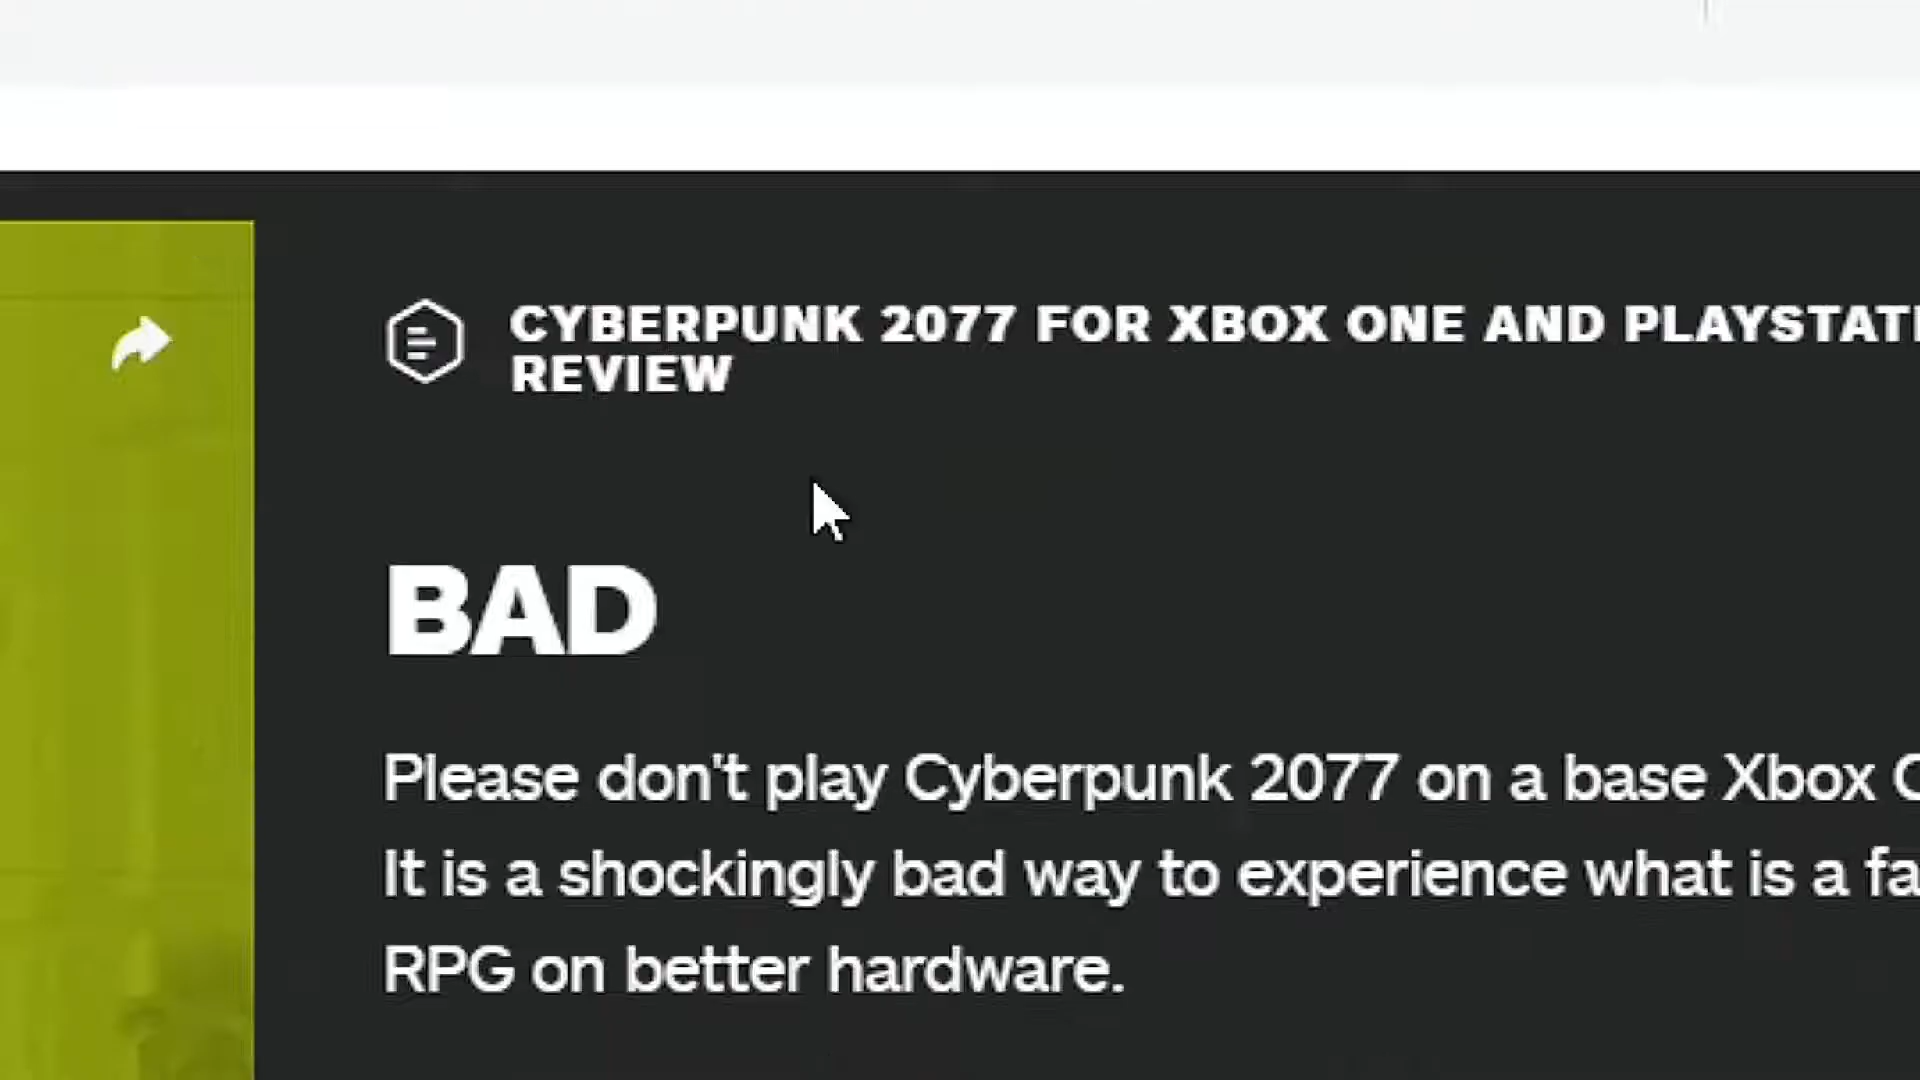 CYBERPUNK 2077 FOR XBOX ONE AND
REVIEW
BAD
Please don't play Cyberpunk 2077 on a base Xbox
It is a shockingly bad way to experience what is a
RPG on better hardware.